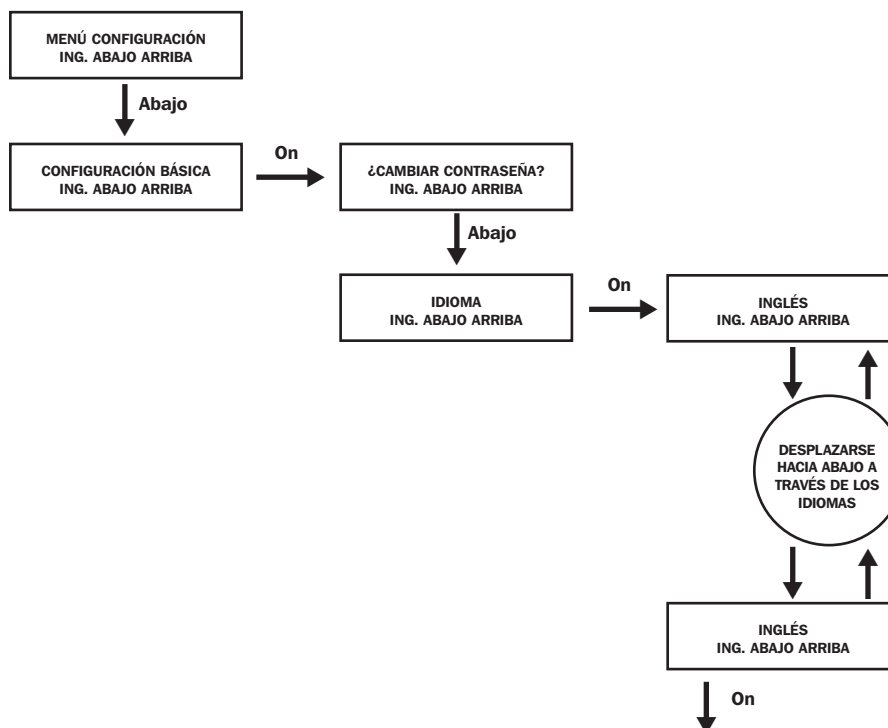 MENÚ CONFIGURACIÓN
ING. ABAJO ARRIBA
Abajo
CONFIGURACIÓN BÁSICA
ING. ABAJO ARRIBA
On
¿CAMBIAR CONTRASEÑA?
ING. ABAJO ARRIBA
Abajo
IDIOMA
ING. ABAJO ARRIBA
On
INGLÉS
ING. ABAJO ARRIBA
DESPLAZARSE
HACIA ABAJO A
TRAVÉS DE LOS
IDIOMAS
INGLÉS
ING. ABAJO ARRIBA
On